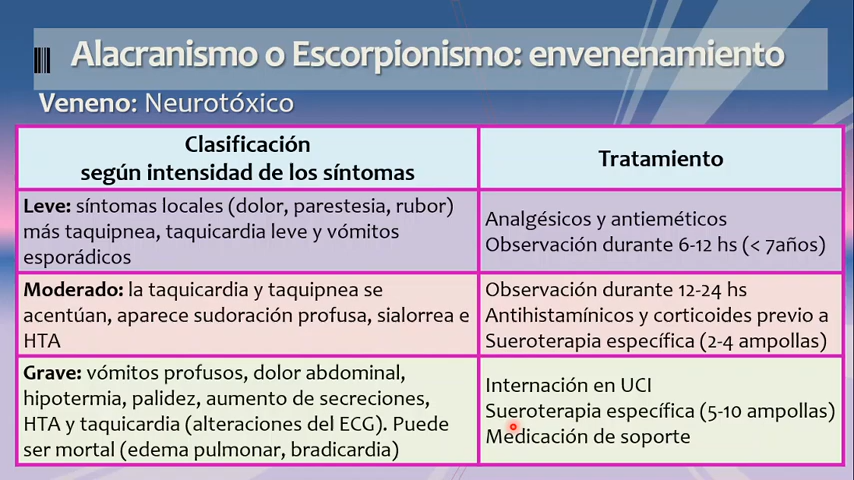 Alacranismo o Escorpionismo: envenenamiento
Veneno: Neurotóxico
Clasificación
según intensidad de los síntomas
Tratamiento
Leve: síntomas locales (dolor, parestesia, rubor)
más taquipnea, taquicardia leve y vómitos
esporádicos
Analgésicos y antieméticos
Observación durante 6-12 hs (< 7años)
Moderado: la taquicardia y taquipnea se
acentúan, aparece sudoración profusa, sialorrea e
HTA
Observación durante 12-24 hs
Antihistamínicos y corticoides previo a
Sueroterapia específica (2-4 ampollas)
Grave: vómitos profusos, dolor abdominal,
hipotermia, palidez, aumento de secreciones,
HTA y taquicardia (alteraciones del ECG). Puede
ser mortal (edema pulmonar, bradicardia)
Internación en UCI
Sueroterapia específica (5-10 ampollas)
Medicación de soporte